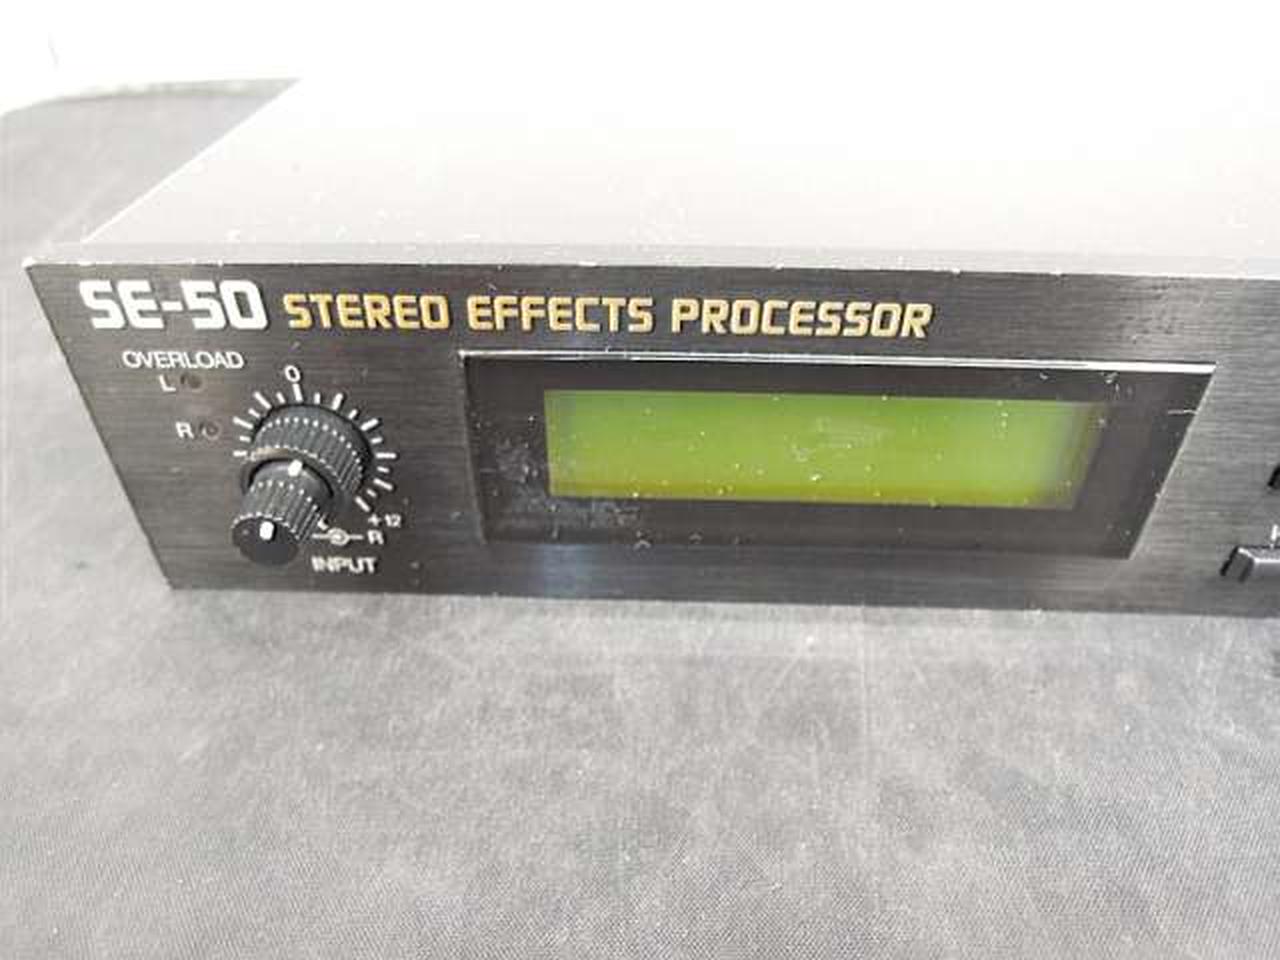 SE-50 STEREO EFFECTS PROCESSOR
OVERLOAD
L
R
0
+12
L R
INPUT